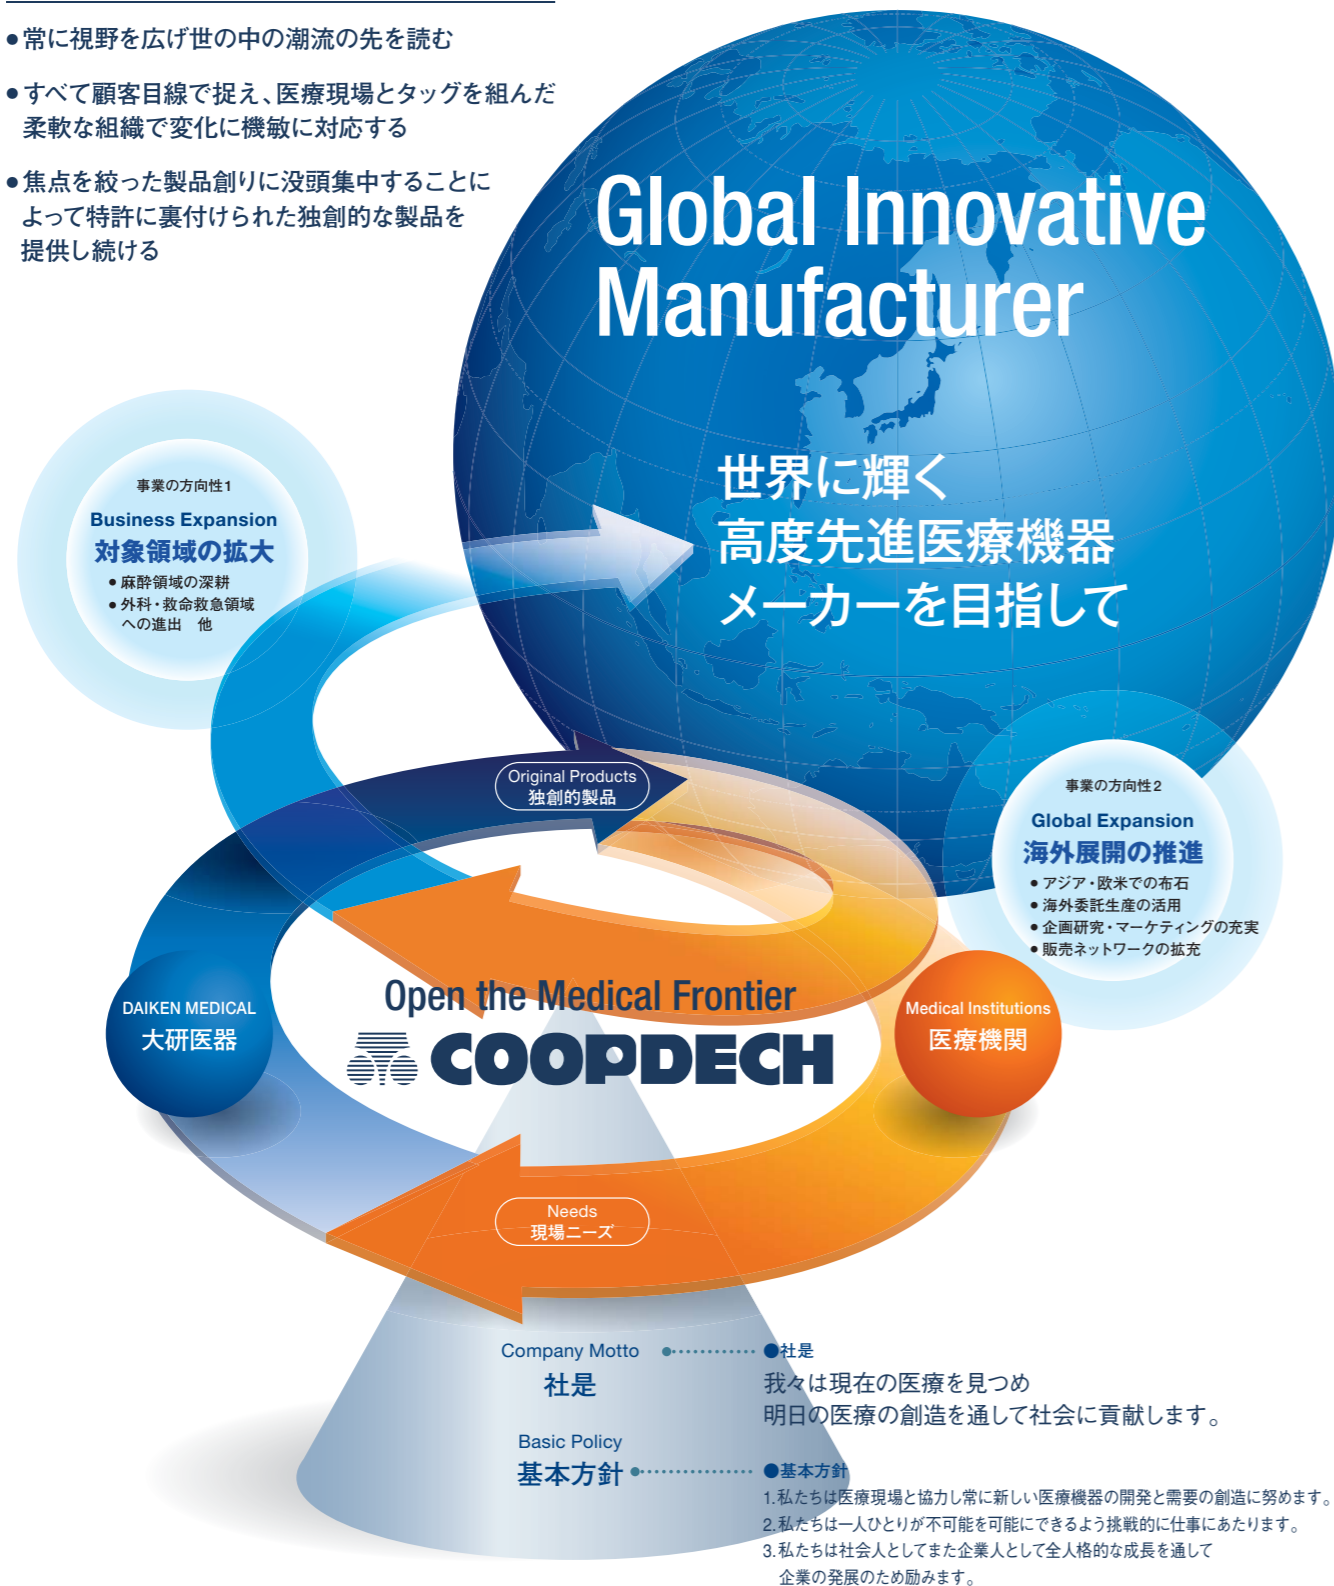 ●常に視野を広げ世の中の潮流の先を読む
●すべて顧客目線で捉え、医療現場とタッグを組んだ
柔軟な組織で変化に機敏に対応する
●焦点を絞った製品創りに没頭集中することに
よって特許に裏付けられた独創的な製品を
提供し続ける
Global Innovative
Manufacturer
世界に輝く
高度先進医療機器
メーカーを目指して
事業の方向性1
Business Expansion
対象領域の拡大
●麻酔領域の深耕
●外科・救命救急領域
への進出　他
Original Products
独創的製品
事業の方向性2
Global Expansion
海外展開の推進
●アジア・欧米での布石
●海外委託生産の活用
●企画研究・マーケティングの充実
●販売ネットワークの拡充
DAIKEN MEDICAL
大研医器
Open the Medical Frontier
COOPDECH
Medical Institutions
医療機関
Needs
現場ニーズ
Company Motto
社是
●社是
我々は現在の医療を見つめ
明日の医療の創造を通して社会に貢献します。
Basic Policy
基本方針
●基本方針
1.私たちは医療現場と協力し常に新しい医療機器の開発と需要の創造に努めます。
2.私たちは一人ひとりが不可能を可能にできるよう挑戦的に仕事にあたります。
3.私たちは社会人としてまた企業人として全人格的な成長を通して
企業の発展のため励みます。